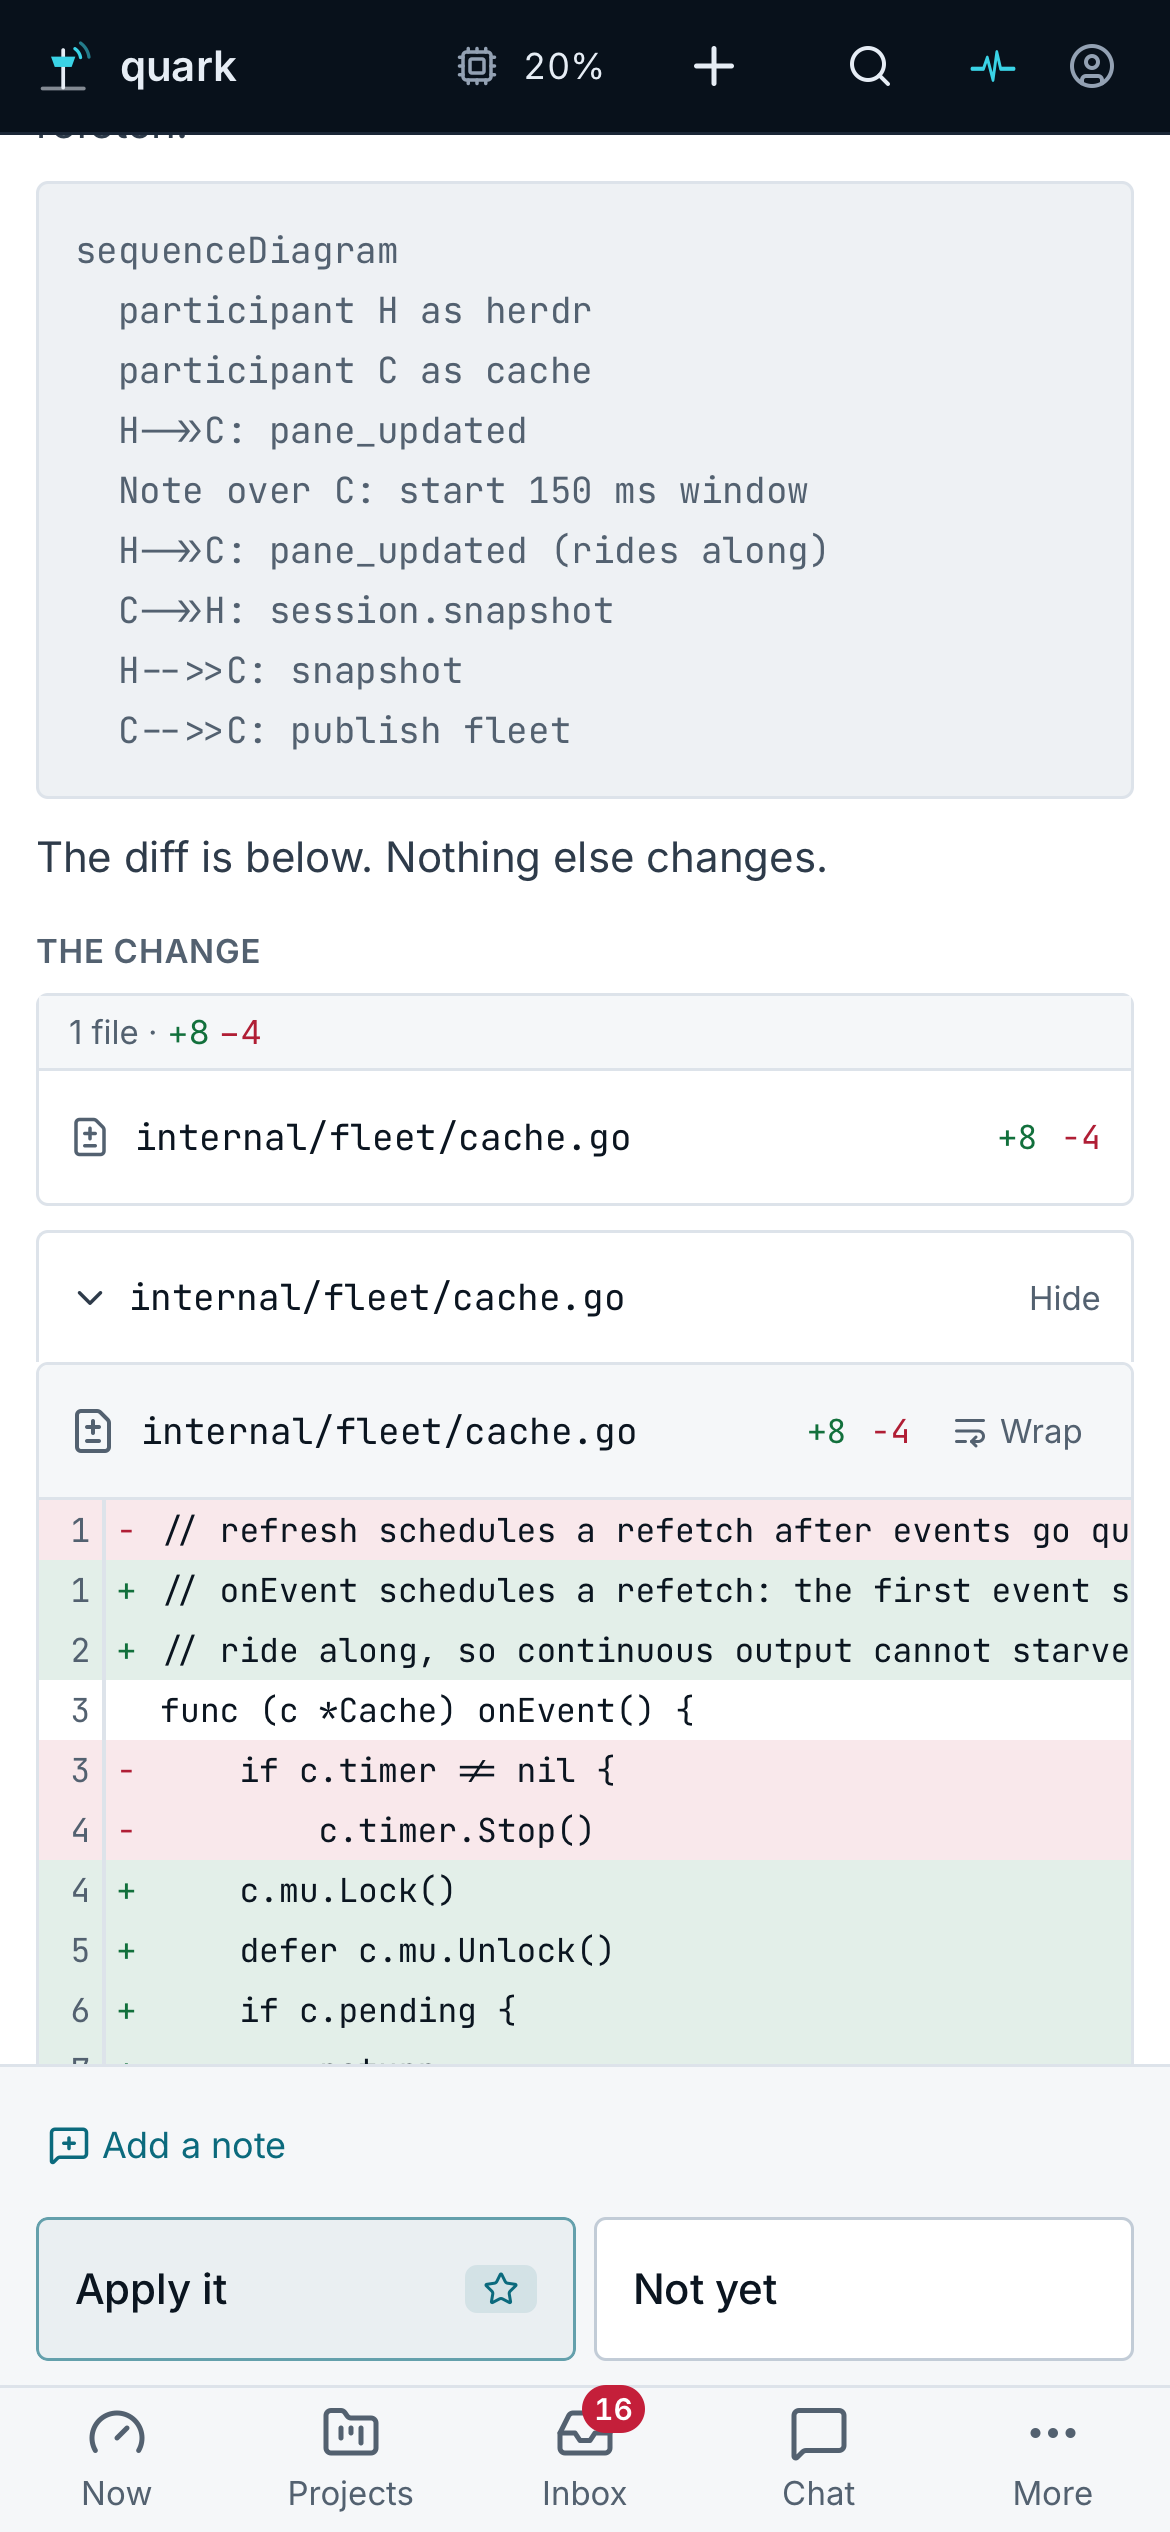 quark
20%
sequenceDiagram
participant H as herdr
participant C as cache
H->>C: pane_updated
Note over C: start 150 ms window
H->>C: pane_updated (rides along)
C->>H: session.snapshot
H-->>C: snapshot
C-->>C: publish fleet
The diff is below. Nothing else changes.
THE CHANGE
1 file · +8 −4
internal/fleet/cache.go +8 -4
internal/fleet/cache.go Hide
internal/fleet/cache.go +8 -4 Wrap
1 - // refresh schedules a refetch after events go qu
1 + // onEvent schedules a refetch: the first event s
2 + // ride along, so continuous output cannot starve
3 func (c *Cache) onEvent() {
3 - if c.timer != nil {
4 - c.timer.Stop()
4 + c.mu.Lock()
5 + defer c.mu.Unlock()
6 + if c.pending {
Add a note
Apply it
Not yet
16
Now
Projects
Inbox
Chat
More